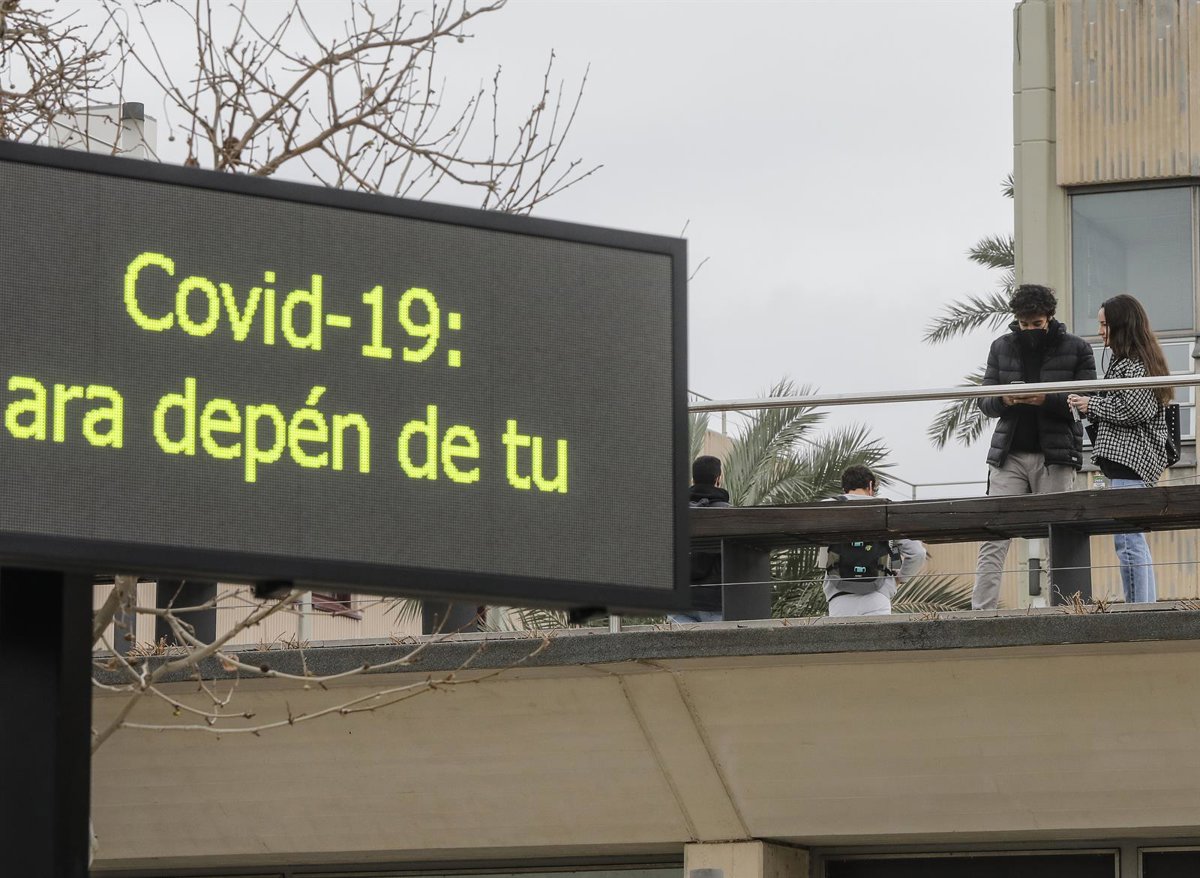 Covid-19:
ara depén de tu